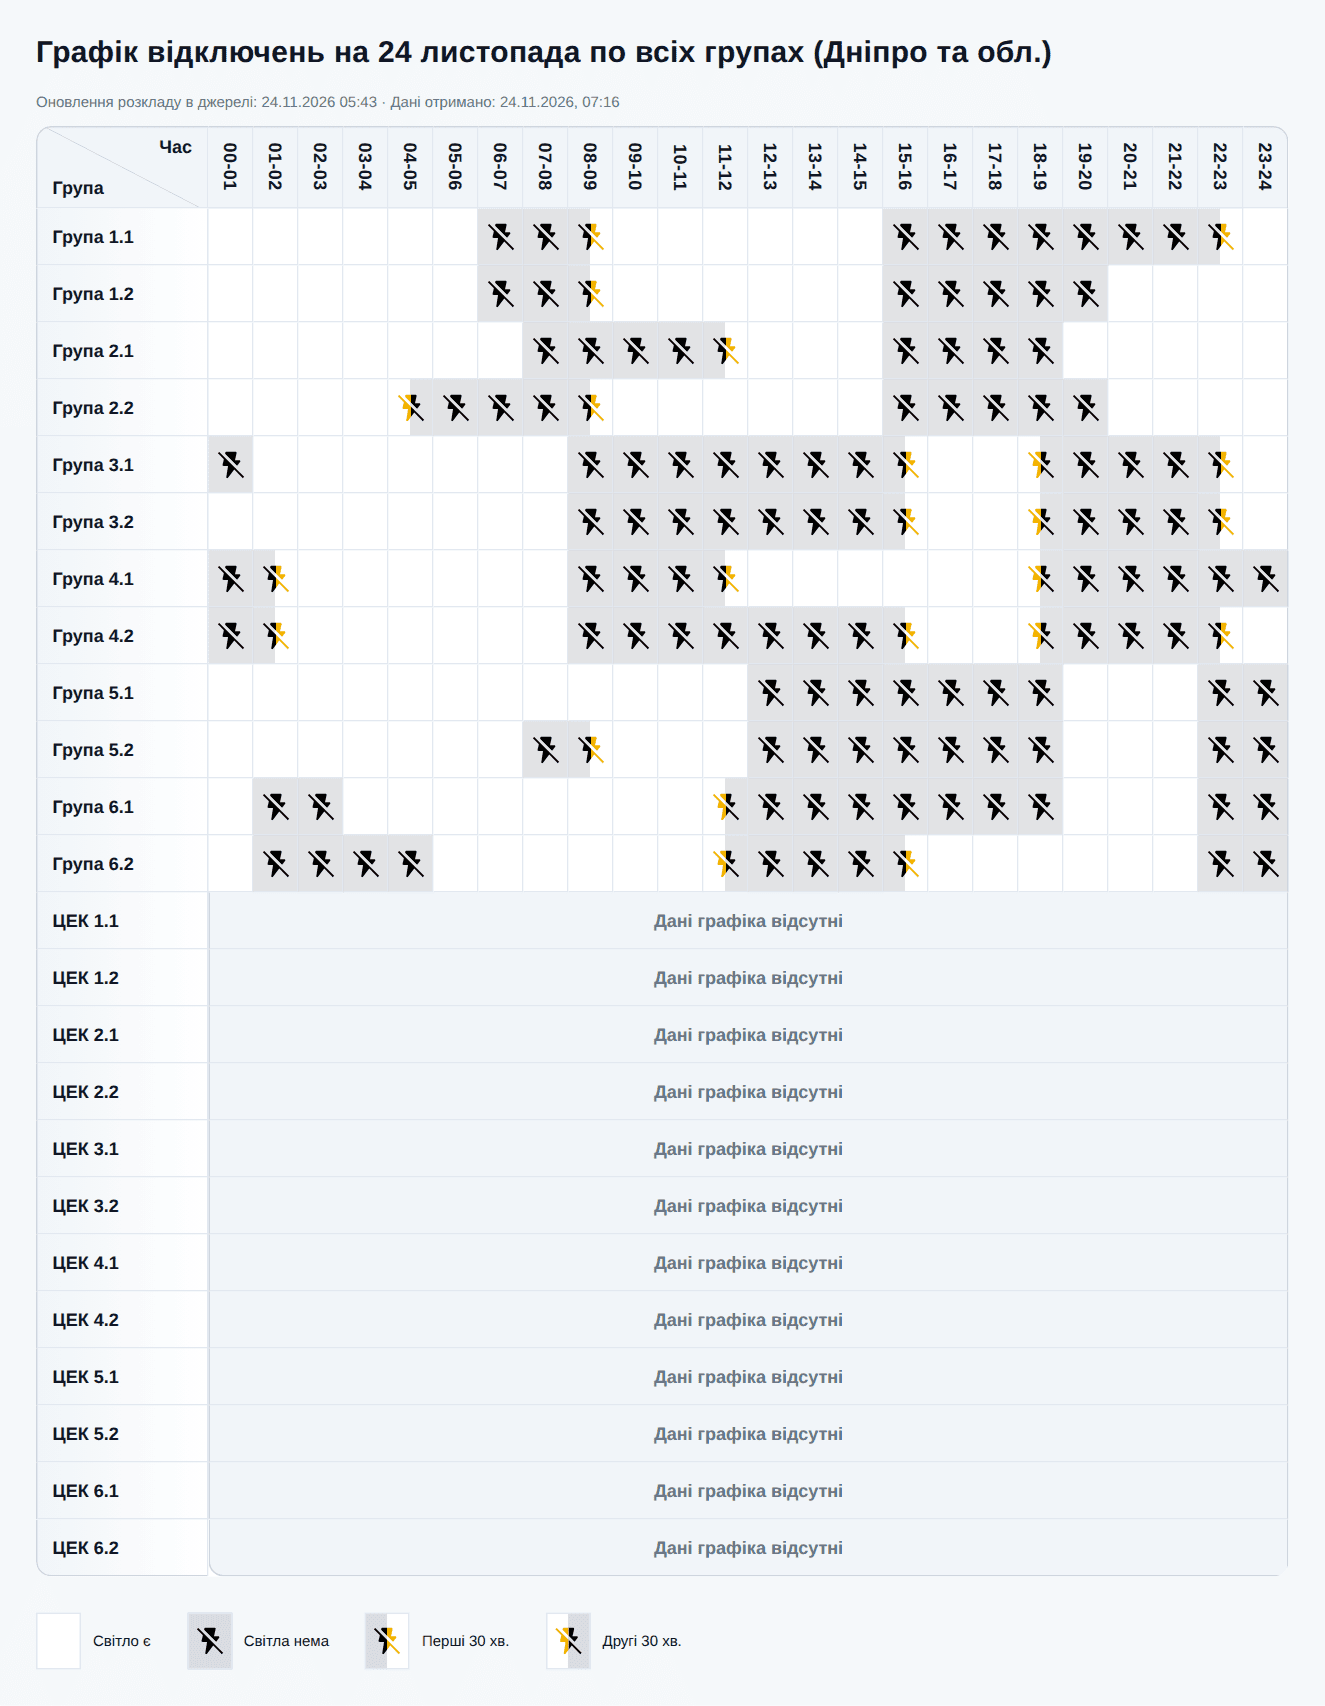 Графік відключень на 24 листопада по всіх групах (Дніпро та обл.)
Оновлення розкладу в джерелі: 24.11.2026 05:43 · Дані отримано: 24.11.2026, 07:16
Час
Група
00-01 01-02 02-03 03-04 04-05 05-06 06-07 07-08 08-09 09-10 10-11 11-12 12-13 13-14 14-15 15-16 16-17 17-18 18-19 19-20 20-21 21-22 22-23 23-24
Група 1.1
Група 1.2
Група 2.1
Група 2.2
Група 3.1
Група 3.2
Група 4.1
Група 4.2
Група 5.1
Група 5.2
Група 6.1
Група 6.2
ЦЕК 1.1 Дані графіка відсутні
ЦЕК 1.2 Дані графіка відсутні
ЦЕК 2.1 Дані графіка відсутні
ЦЕК 2.2 Дані графіка відсутні
ЦЕК 3.1 Дані графіка відсутні
ЦЕК 3.2 Дані графіка відсутні
ЦЕК 4.1 Дані графіка відсутні
ЦЕК 4.2 Дані графіка відсутні
ЦЕК 5.1 Дані графіка відсутні
ЦЕК 5.2 Дані графіка відсутні
ЦЕК 6.1 Дані графіка відсутні
ЦЕК 6.2 Дані графіка відсутні
Світло є Світла нема Перші 30 хв. Другі 30 хв.